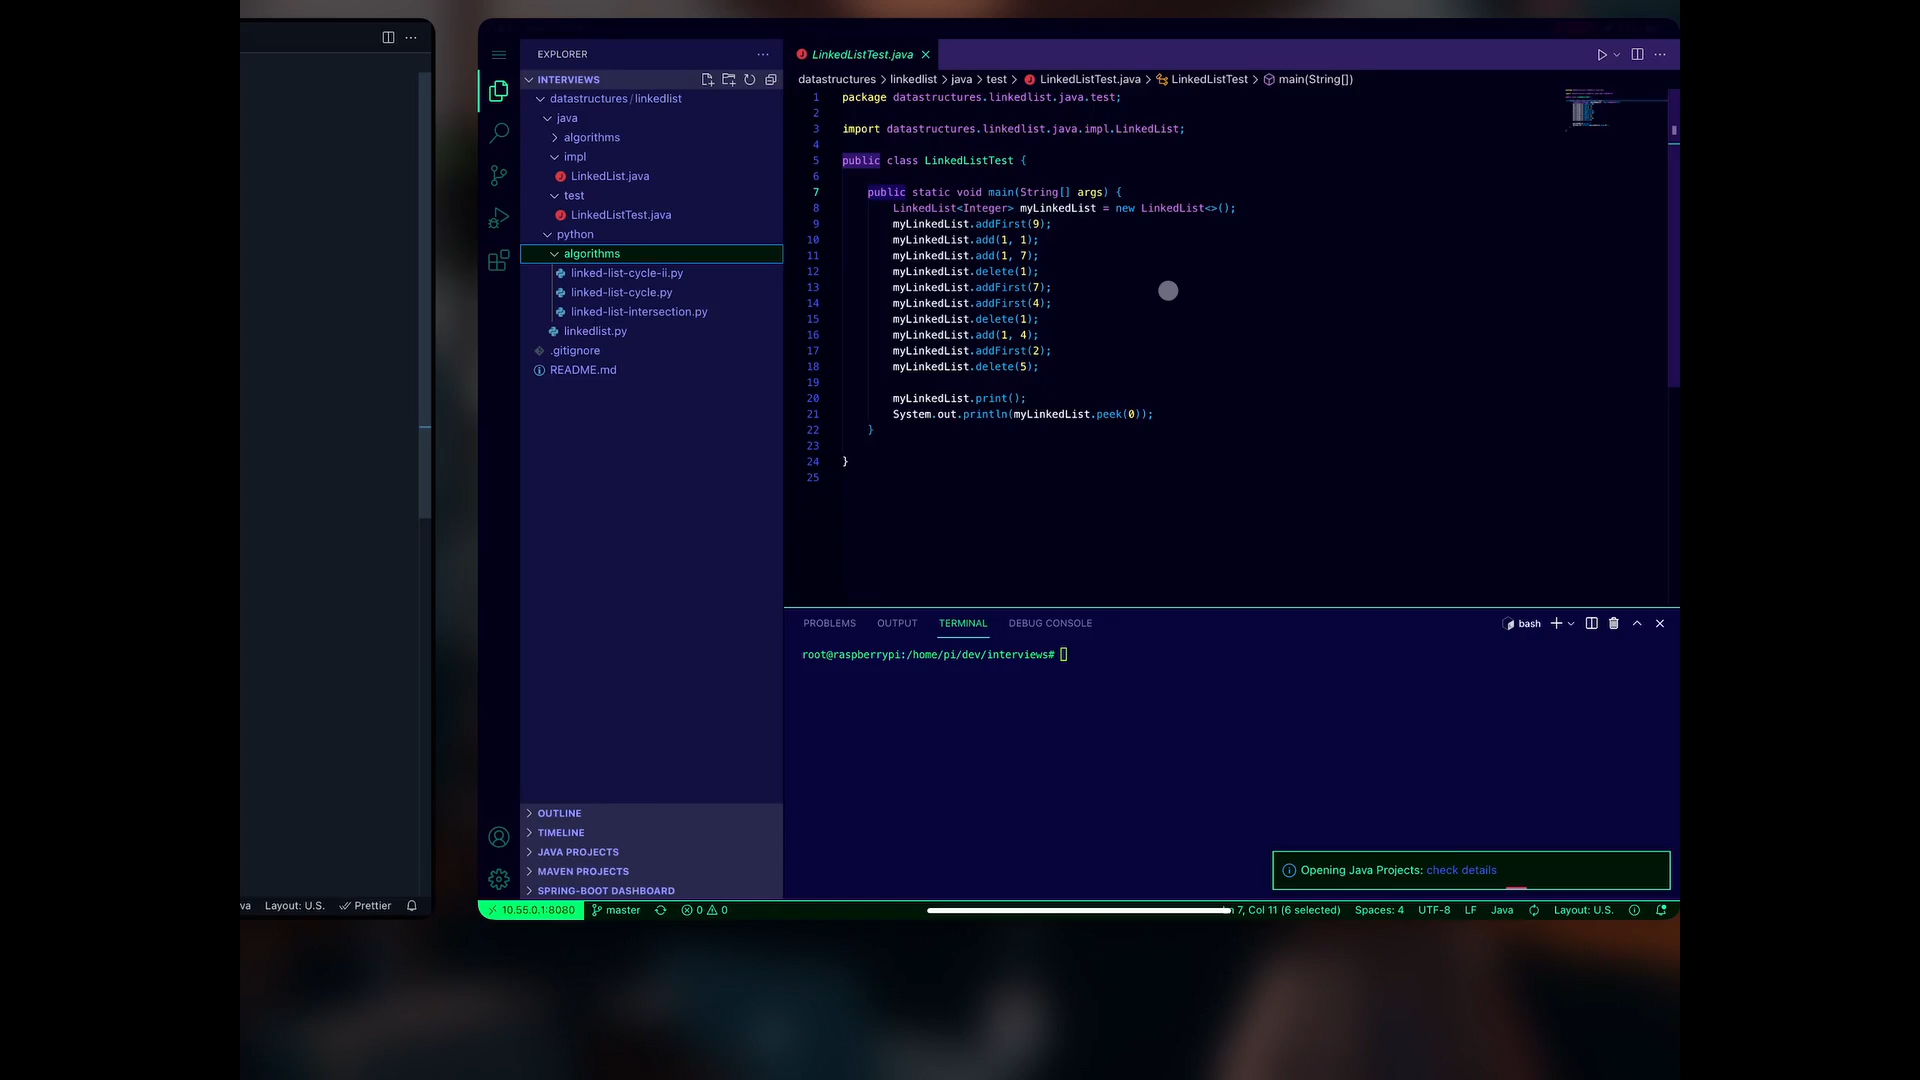 va
Layout: U.S.
Prettier
EXPLORER
INTERVIEWS
datastructures / linkedlist
java
algorithms
impl
LinkedList.java
test
LinkedListTest.java
python
algorithms
linked-list-cycle-ii.py
linked-list-cycle.py
linked-list-intersection.py
linkedlist.py
.gitignore
README.md
OUTLINE
TIMELINE
JAVA PROJECTS
MAVEN PROJECTS
SPRING-BOOT DASHBOARD
LinkedListTest.java
datastructures > linkedlist > java > test > LinkedListTest.java > LinkedListTest > main(String[])
1 package datastructures.linkedlist.java.test;
2
3 import datastructures.linkedlist.java.impl.LinkedList;
4
5 public class LinkedListTest {
6
7 public static void main(String[] args) {
8 LinkedList<Integer> myLinkedList = new LinkedList<>();
9 myLinkedList.addFirst(9);
10 myLinkedList.add(1, 1);
11 myLinkedList.add(1, 7);
12 myLinkedList.delete(1);
13 myLinkedList.addFirst(7);
14 myLinkedList.addFirst(4);
15 myLinkedList.delete(1);
16 myLinkedList.add(1, 4);
17 myLinkedList.addFirst(2);
18 myLinkedList.delete(5);
19
20 myLinkedList.print();
21 System.out.println(myLinkedList.peek(0));
22 }
23
24 }
25
PROBLEMS OUTPUT TERMINAL DEBUG CONSOLE
bash
root@raspberrypi:/home/pi/dev/interviews#
Opening Java Projects: check details
10.55.0.1:8080 master 0 0 7, Col 11 (6 selected) Spaces: 4 UTF-8 LF Java Layout: U.S.